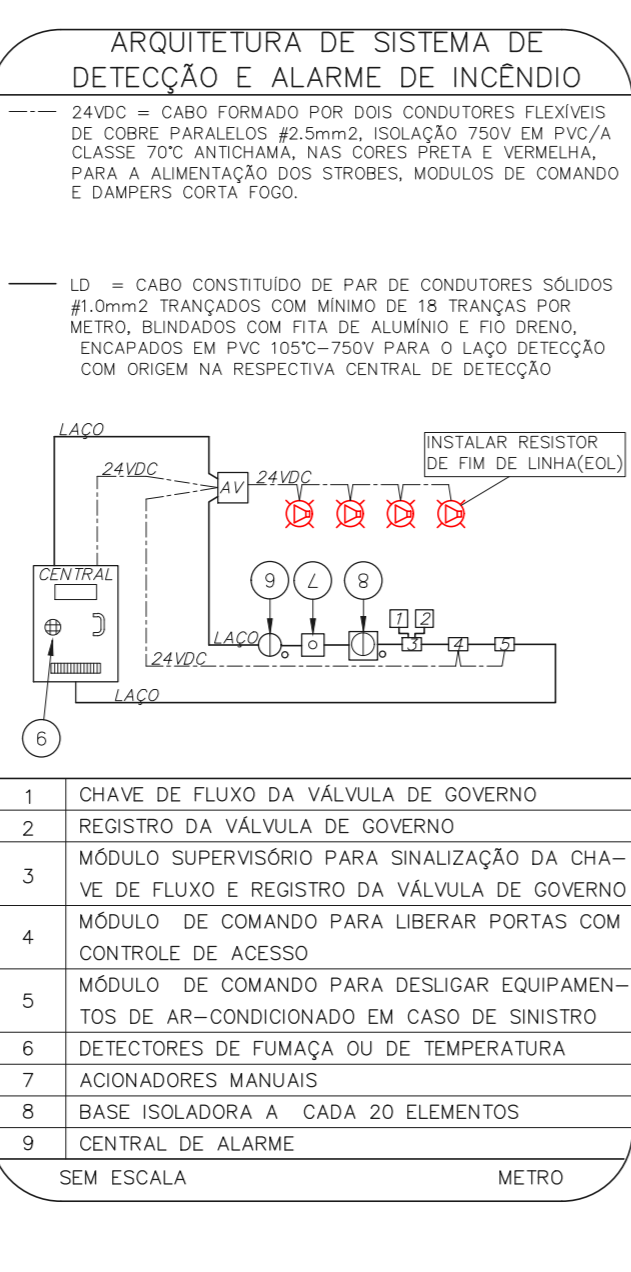 ARQUITETURA DE SISTEMA DE
DETECÇÃO E ALARME DE INCÊNDIO
24VDC = CABO FORMADO POR DOIS CONDUTORES FLEXÍVEIS
DE COBRE PARALELOS #2.5mm2, ISOLAÇÃO 750V EM PVC/A
CLASSE 70°C ANTICHAMA, NAS CORES PRETA E VERMELHA,
PARA A ALIMENTAÇÃO DOS STROBES, MODULOS DE COMANDO
E DAMPERS CORTA FOGO.
LD = CABO CONSTITUÍDO DE PAR DE CONDUTORES SÓLIDOS
#1.0mm2 TRANÇADOS COM MÍNIMO DE 18 TRANÇAS POR
METRO, BLINDADOS COM FITA DE ALUMÍNIO E FIO DRENO,
ENCAPADOS EM PVC 105°C-750V PARA O LAÇO DETECÇÃO
COM ORIGEM NA RESPECTIVA CENTRAL DE DETECÇÃO
LAÇO
INSTALAR RESISTOR
DE FIM DE LINHA(EOL)
24VDC
AV
24VDC
CENTRAL
6
7
8
1
2
LAÇO
3
4
5
24VDC
LAÇO
9
1 CHAVE DE FLUXO DA VÁLVULA DE GOVERNO
2 REGISTRO DA VÁLVULA DE GOVERNO
3 MÓDULO SUPERVISÓRIO PARA SINALIZAÇÃO DA CHA-
VE DE FLUXO E REGISTRO DA VÁLVULA DE GOVERNO
4 MÓDULO DE COMANDO PARA LIBERAR PORTAS COM
CONTROLE DE ACESSO
5 MÓDULO DE COMANDO PARA DESLIGAR EQUIPAMEN-
TOS DE AR-CONDICIONADO EM CASO DE SINISTRO
6 DETECTORES DE FUMAÇA OU DE TEMPERATURA
7 ACIONADORES MANUAIS
8 BASE ISOLADORA A CADA 20 ELEMENTOS
9 CENTRAL DE ALARME
SEM ESCALA METRO